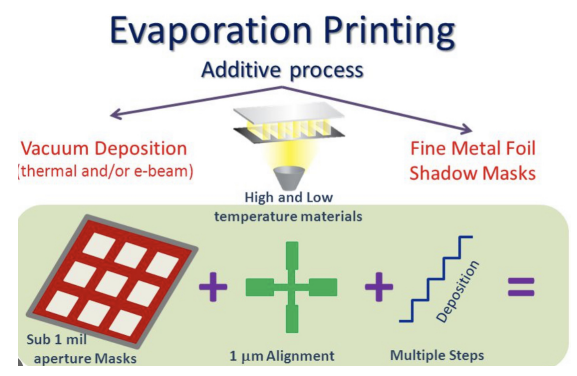 Evaporation Printing
Additive process
Vacuum Deposition
(thermal and/or e-beam)
Fine Metal Foil
Shadow Masks
High and Low
temperature materials
+
+
Deposition
=
Sub 1 mil
aperture Masks
1 μm Alignment
Multiple Steps